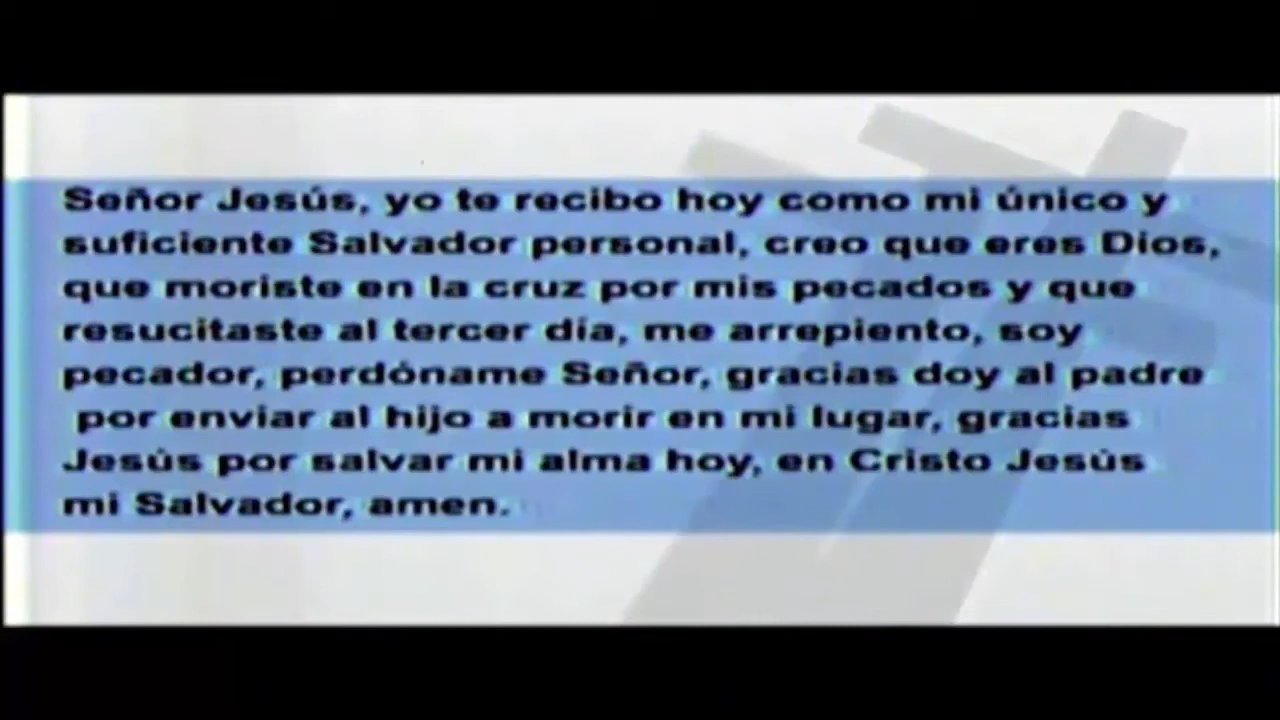 Señor Jesús, yo te recibo hoy como mi único y
suficiente Salvador personal, creo que eres Dios,
que moriste en la cruz por mis pecados y que
resucitaste al tercer día, me arrepiento, soy
pecador, perdóname Señor, gracias doy al padre
por enviar al hijo a morir en mi lugar, gracias
Jesús por salvar mi alma hoy, en Cristo Jesús
mi Salvador, amen.